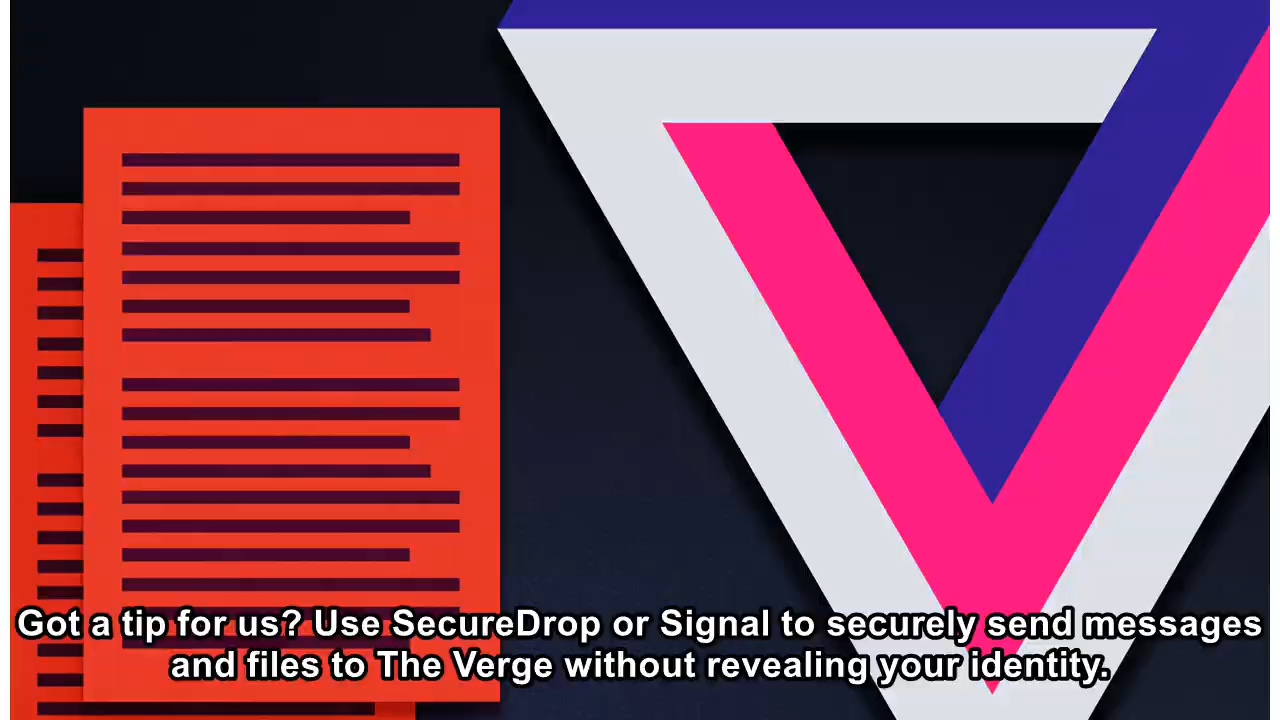 Got a tip for us? Use SecureDrop or Signal to securely send messages
and files to The Verge without revealing your identity.